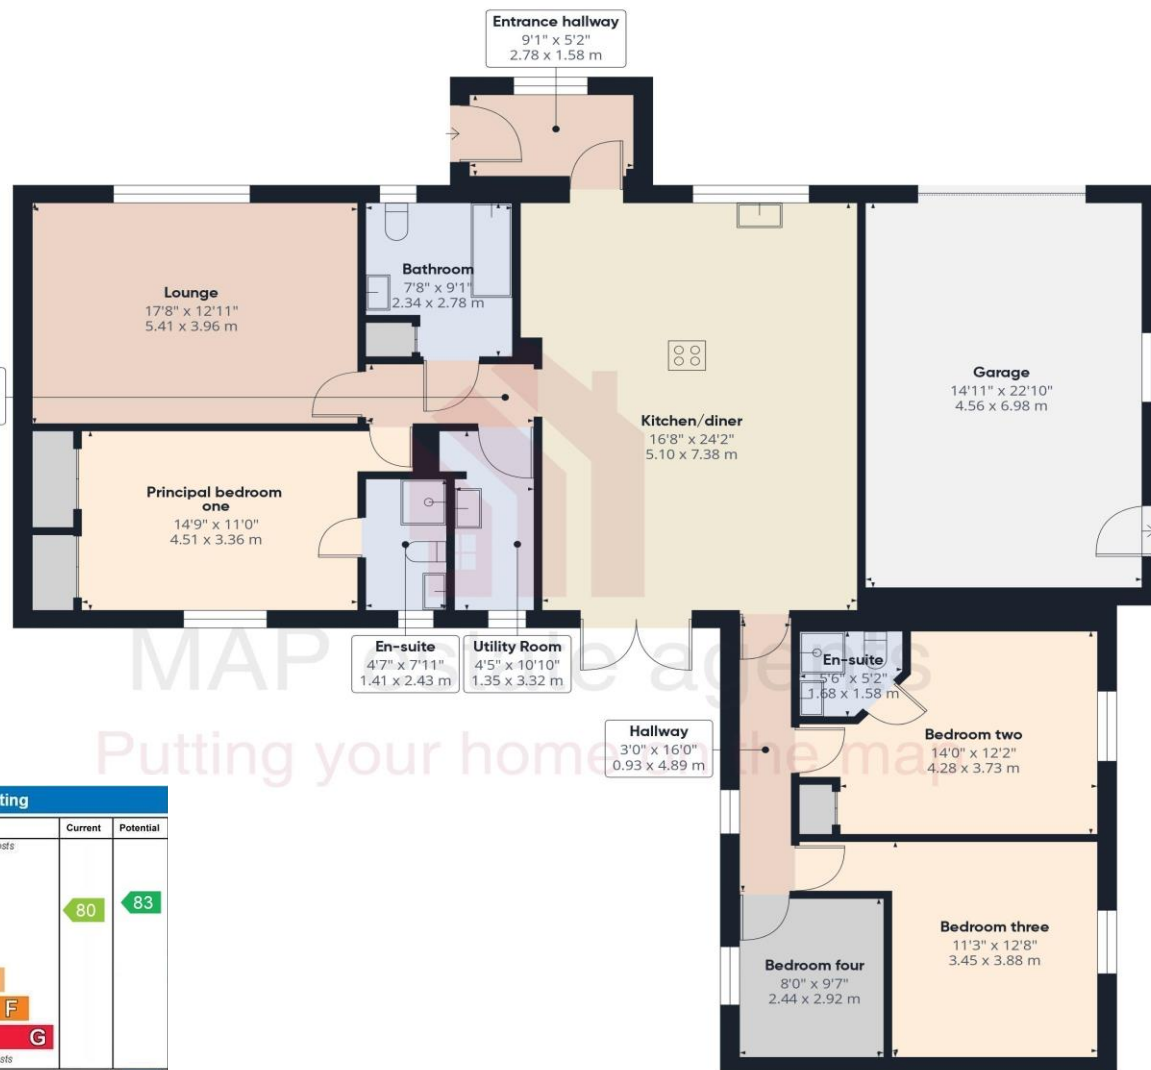 Entrance hallway
9'1" x 5'2"
2.78 x 1.58 m
Lounge
17'8" x 12'11"
5.41 x 3.96 m
Bathroom
7'8" x 9'1"
2.34 x 2.78 m
Kitchen/diner
16'8" x 24'2"
5.10 x 7.38 m
Garage
14'11" x 22'10"
4.56 x 6.98 m
Principal bedroom
one
14'9" x 11'0"
4.51 x 3.36 m
En-suite
4'7" x 7'11"
1.41 x 2.43 m
Utility Room
4'5" x 10'10"
1.35 x 3.32 m
MAP estate agents
Putting your home on the map
En-suite
5'6" x 5'2"
1.68 x 1.58 m
Hallway
3'0" x 16'0"
0.93 x 4.89 m
Bedroom two
14'0" x 12'2"
4.28 x 3.73 m
Bedroom three
11'3" x 12'8"
3.45 x 3.88 m
Bedroom four
8'0" x 9'7"
2.44 x 2.92 m
ting
Current Potential
osts
80 83
F
G
sts